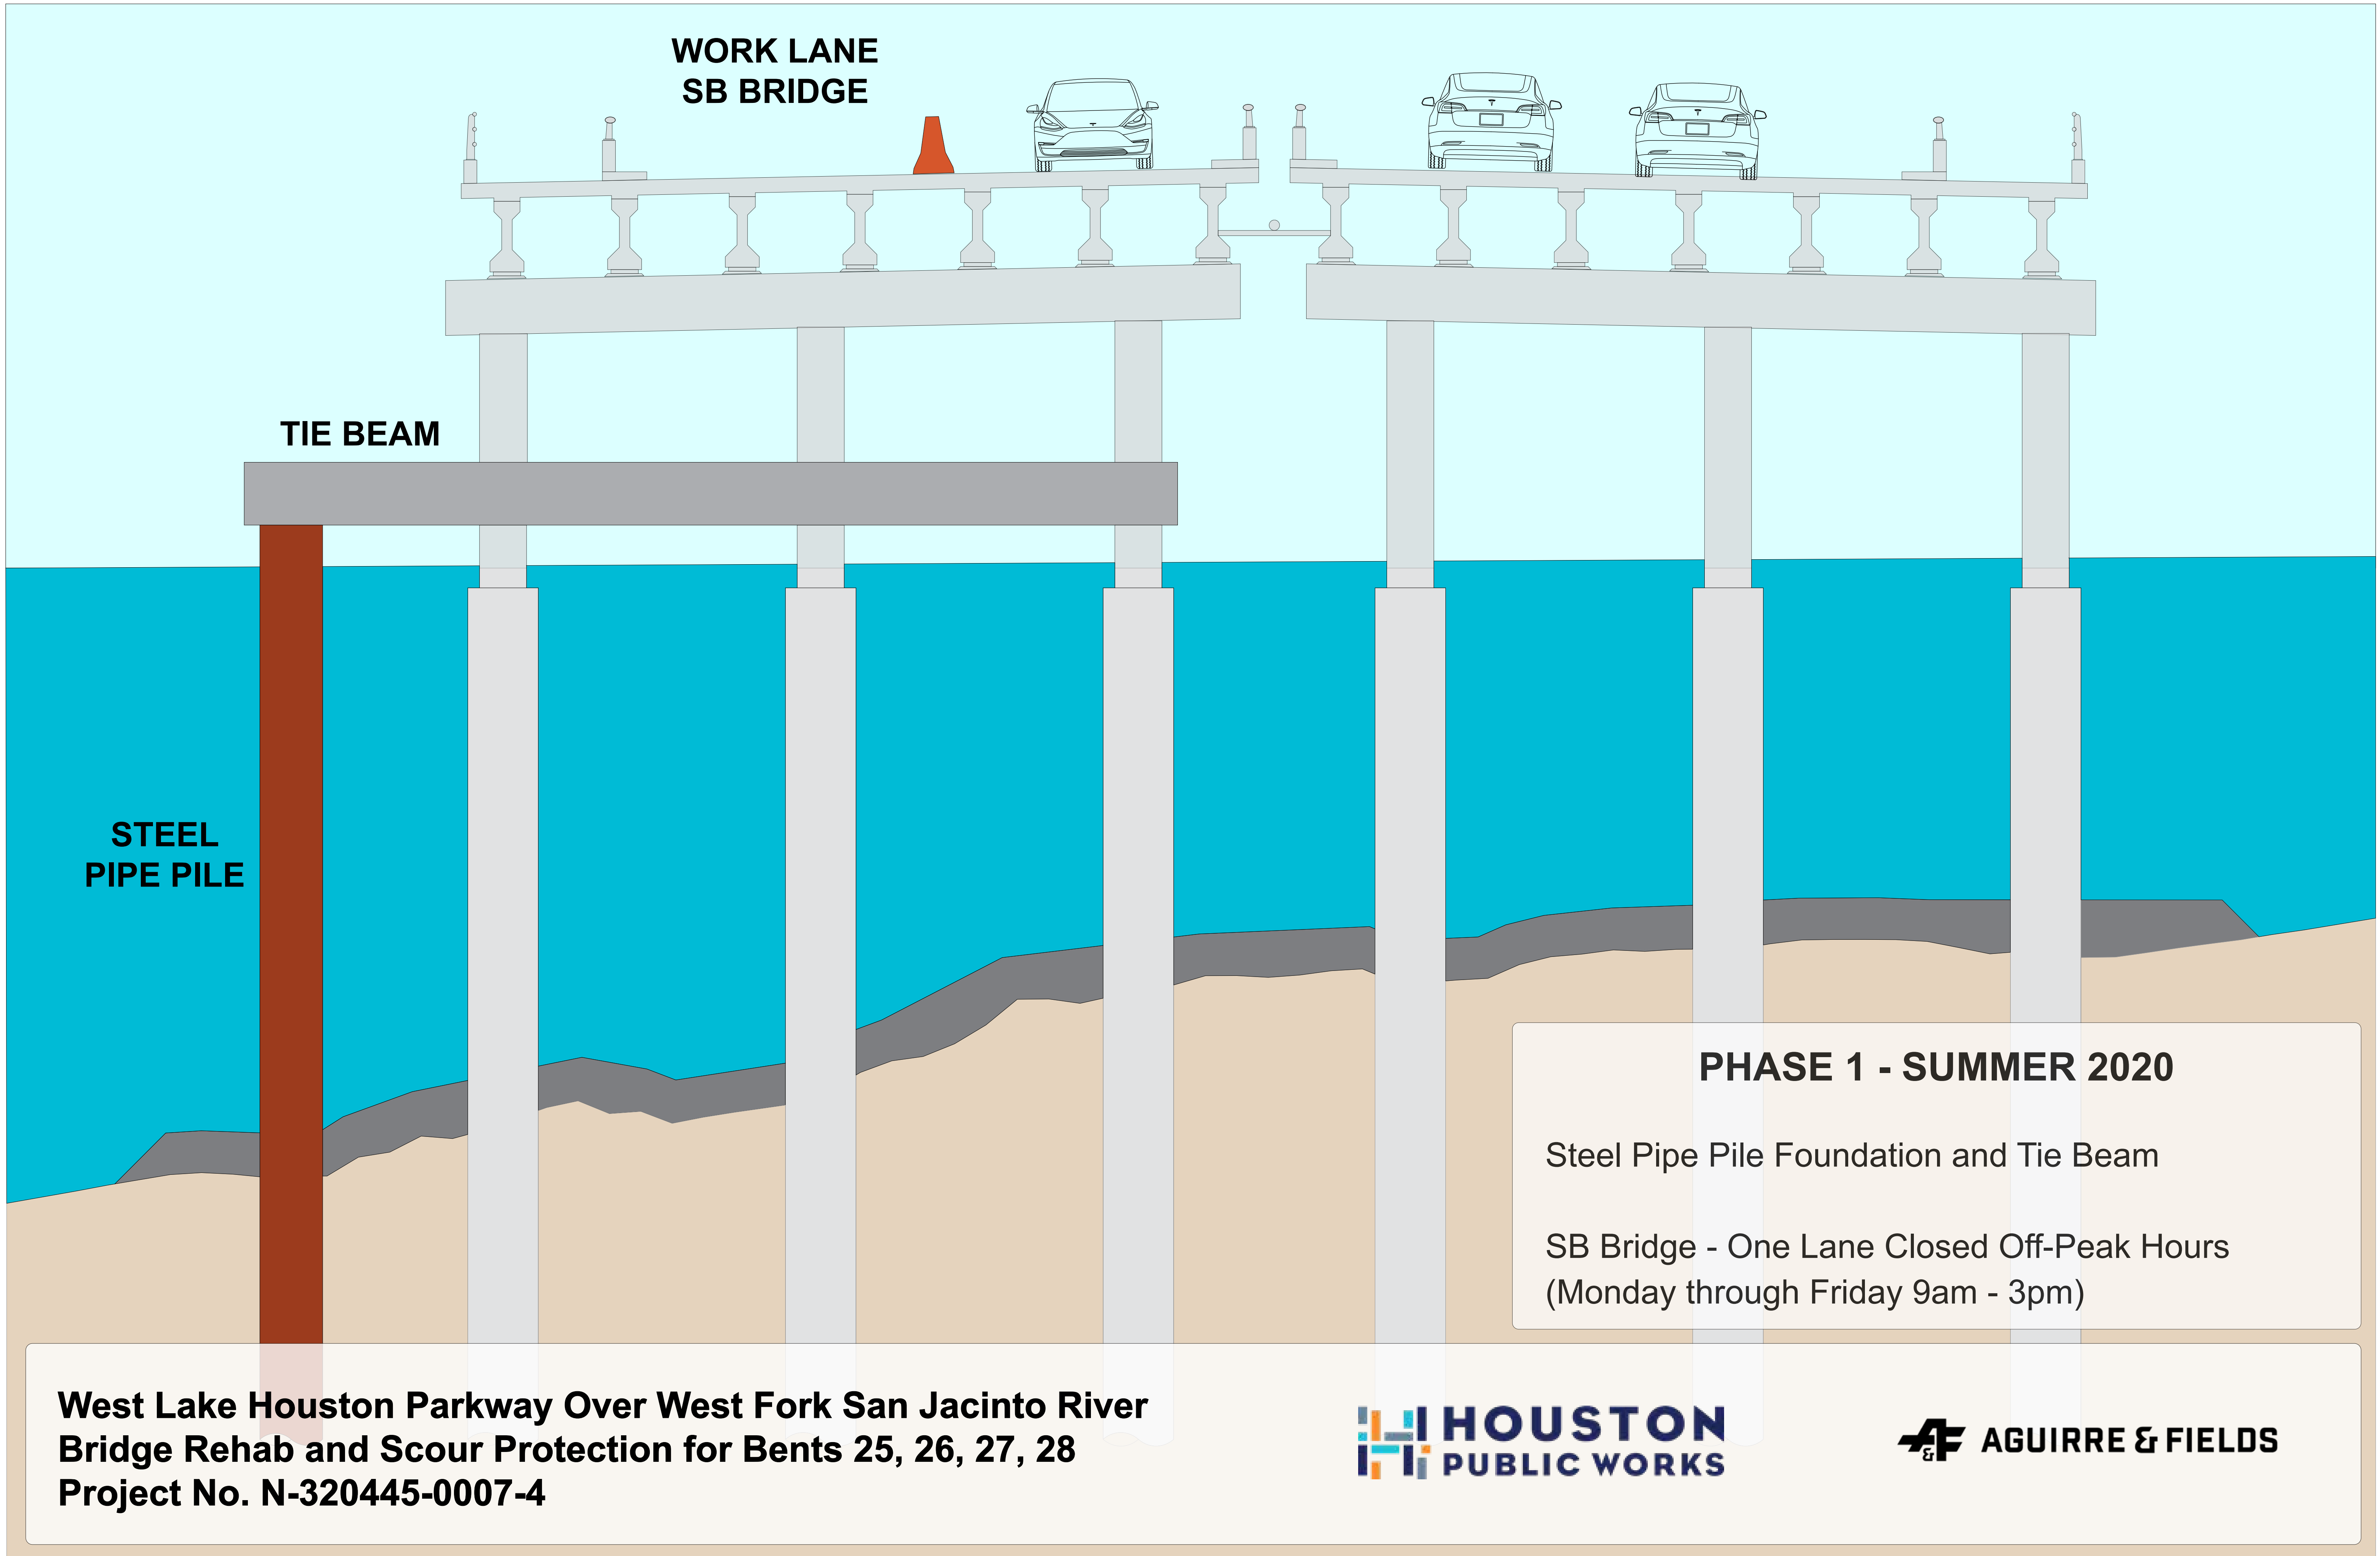 WORK LANE
SB BRIDGE
TIE BEAM
STEEL
PIPE PILE
PHASE 1 - SUMMER 2020
Steel Pipe Pile Foundation and Tie Beam
SB Bridge - One Lane Closed Off-Peak Hours
(Monday through Friday 9am - 3pm)
West Lake Houston Parkway Over West Fork San Jacinto River
Bridge Rehab and Scour Protection for Bents 25, 26, 27, 28
Project No. N-320445-0007-4
HOUSTON
PUBLIC WORKS
A&F AGUIRRE & FIELDS